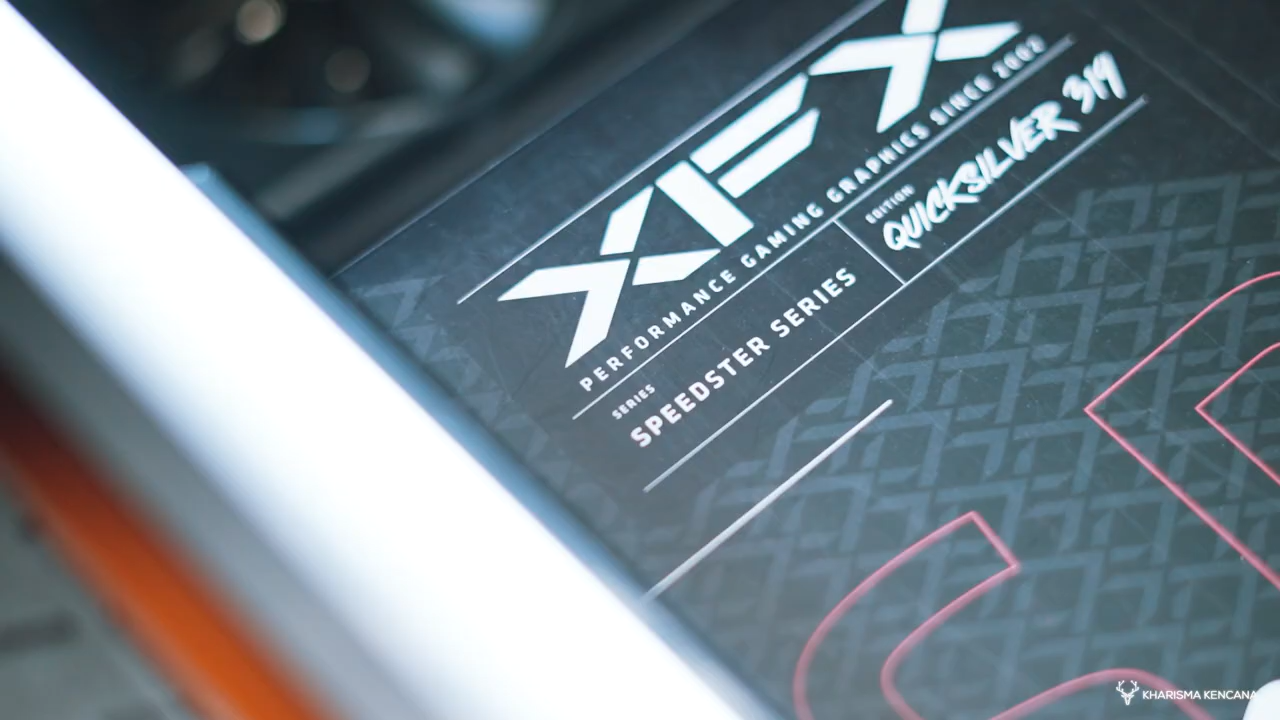 XFX
PERFORMANCE GAMING GRAPHICS SINCE 2002
EDITION
QUICKSILVER 319
SERIES
SPEEDSTER SERIES
KHARISMA KENCANA